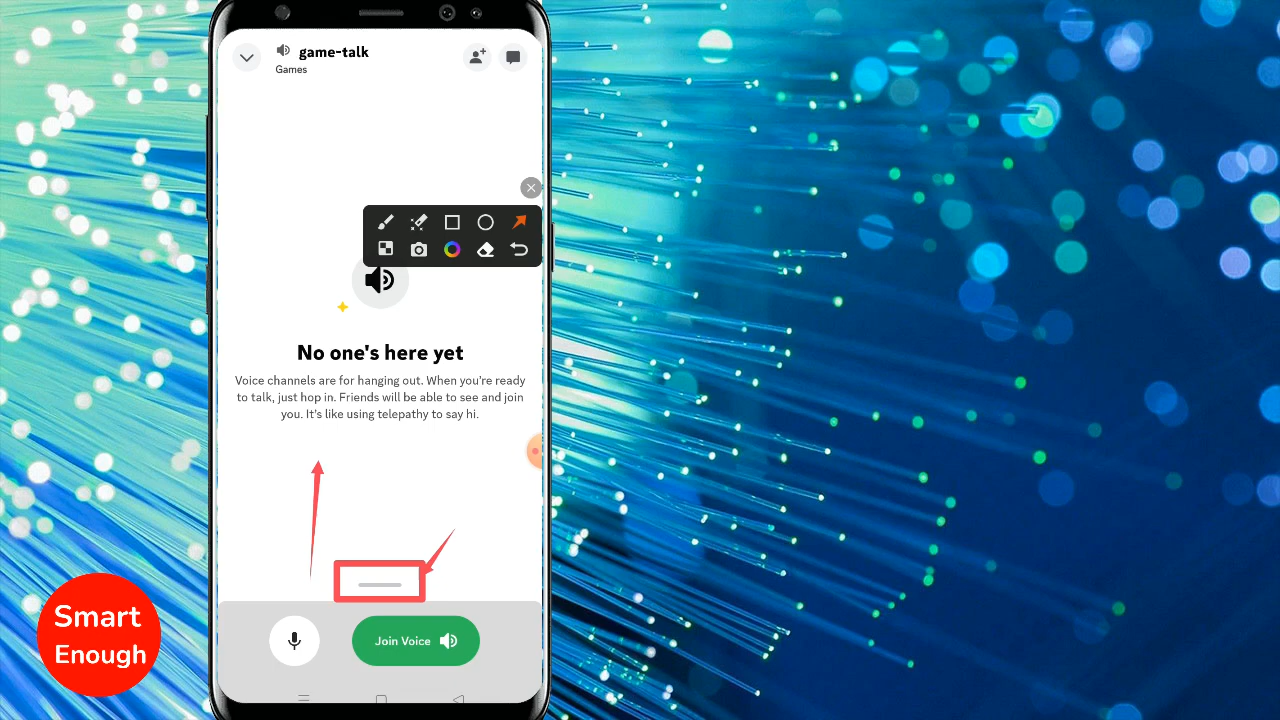 game-talk
Games
No one's here yet
Voice channels are for hanging out. When you're ready
to talk, just hop in. Friends will be able to see and join
you. It's like using telepathy to say hi.
Join Voice
Smart
Enough